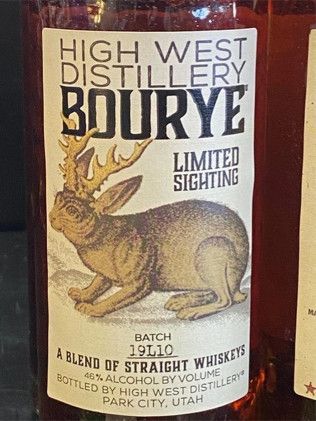 HIGH WEST
DISTILLERY
BOURYE
LIMITED
SIGHTING
BATCH
19L10
A BLEND OF STRAIGHT WHISKEYS
46% ALCOHOL BY VOLUME
BOTTLED BY HIGH WEST DISTILLERY®
PARK CITY, UTAH